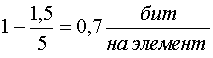 1 − 1,5/5 = 0,7 бит/на элемент